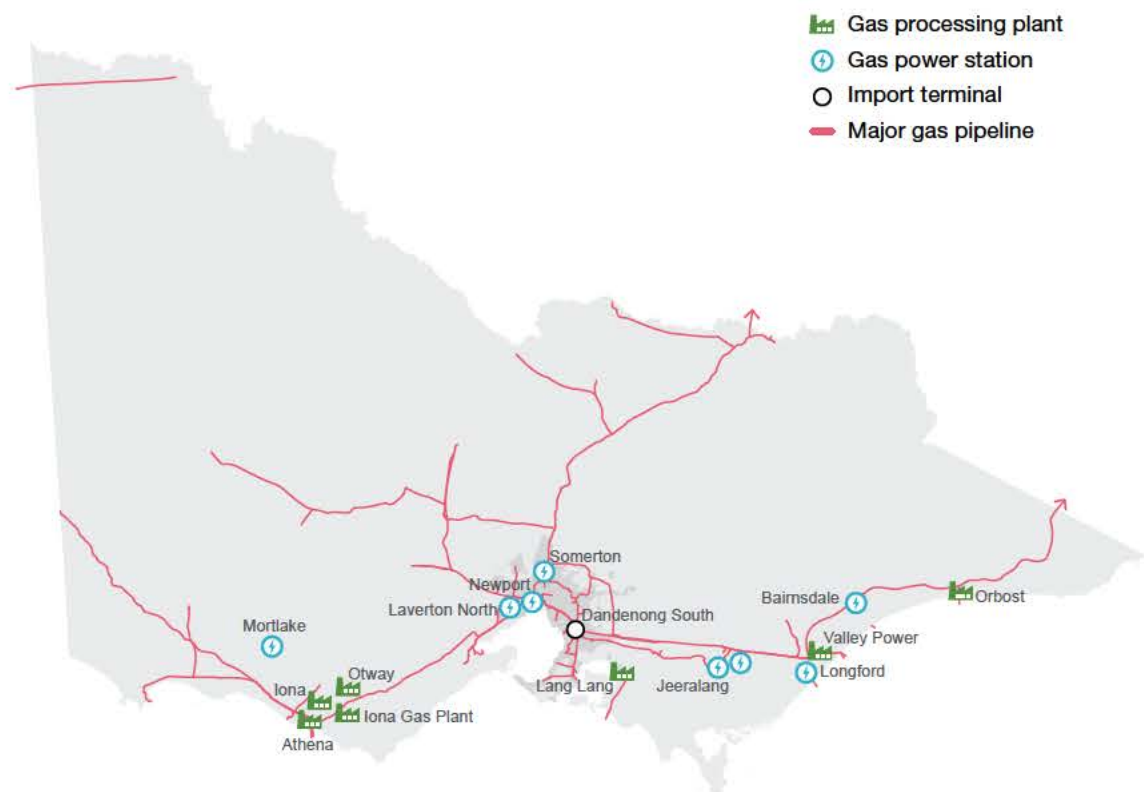 Gas processing plant
Gas power station
Import terminal
Major gas pipeline
Somerton
Newport
Laverton North
Dandenong South
Bairnsdale
Orbost
Mortlake
Valley Power
Otway
Longford
Iona
Lang Lang
Jeeralang
Iona Gas Plant
Athena